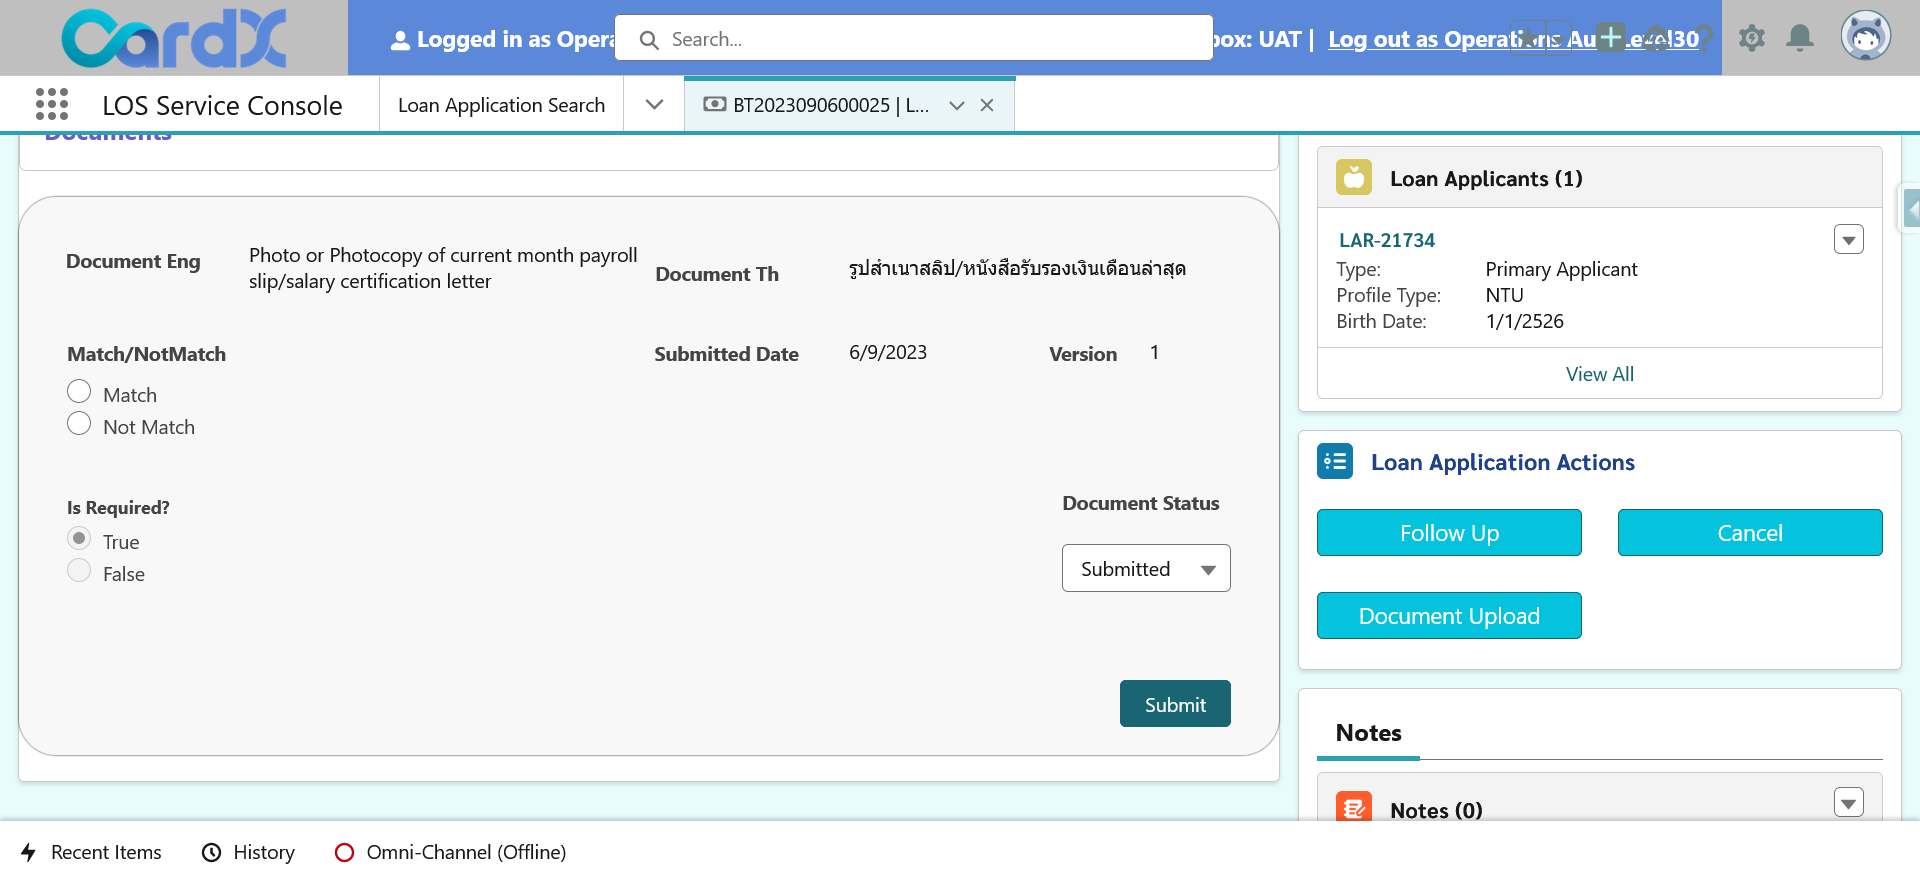 CardX
Logged in as Opera
Search...
box: UAT |
Log out as Operations Au Level30
LOS Service Console
Loan Application Search
BT2023090600025 | L...
Documents
Document Eng
Photo or Photocopy of current month payroll
slip/salary certification letter
Document Th
รูปสำเนาสลิป/หนังสือรับรองเงินเดือนล่าสุด
Match/NotMatch
Match
Not Match
Submitted Date
6/9/2023
Version
1
Is Required?
True
False
Document Status
Submitted
Submit
Loan Applicants (1)
LAR-21734
Type:
Primary Applicant
Profile Type:
NTU
Birth Date:
1/1/2526
View All
Loan Application Actions
Follow Up
Cancel
Document Upload
Notes
Notes (0)
Recent Items
History
Omni-Channel (Offline)